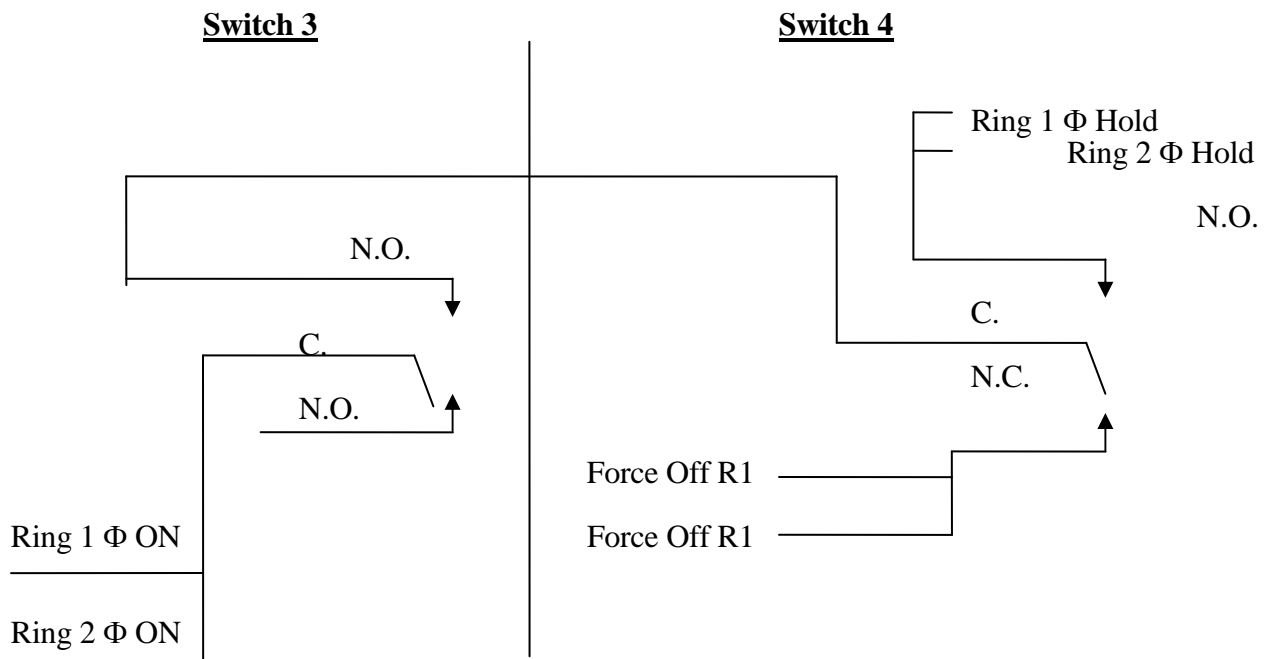 Switch 3
Switch 4
Ring 1 Φ Hold
Ring 2 Φ Hold
N.O.
N.O.
C.
C.
N.C.
N.O.
Force Off R1
Ring 1 Φ ON
Force Off R1
Ring 2 Φ ON